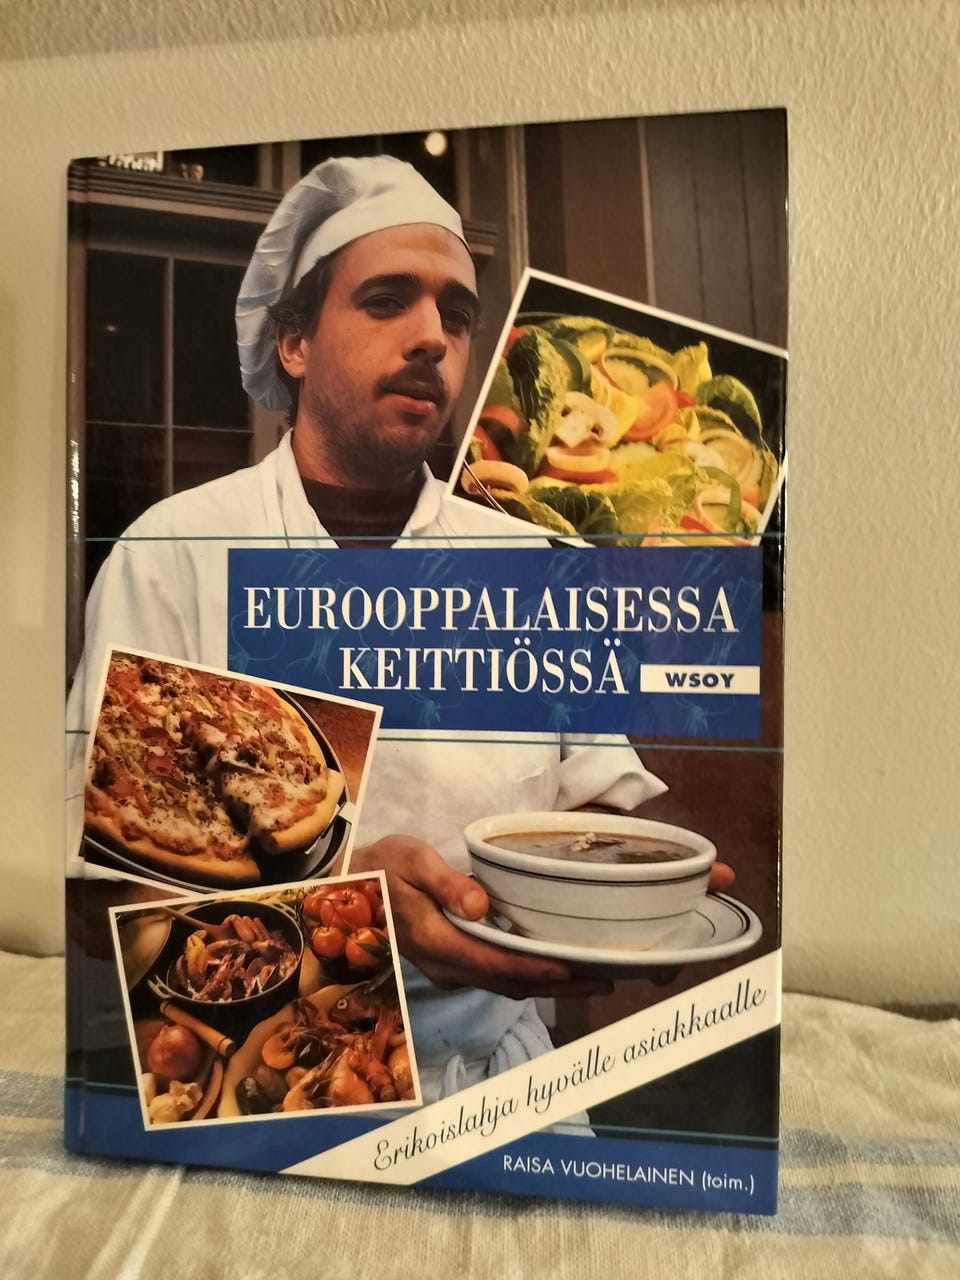 EUROOPPALAISESSA
KEITTIÖSSÄ
WSOY
Erikoislahja hyvälle asiakkaalle
RAISA VUOHELAINEN (toim.)